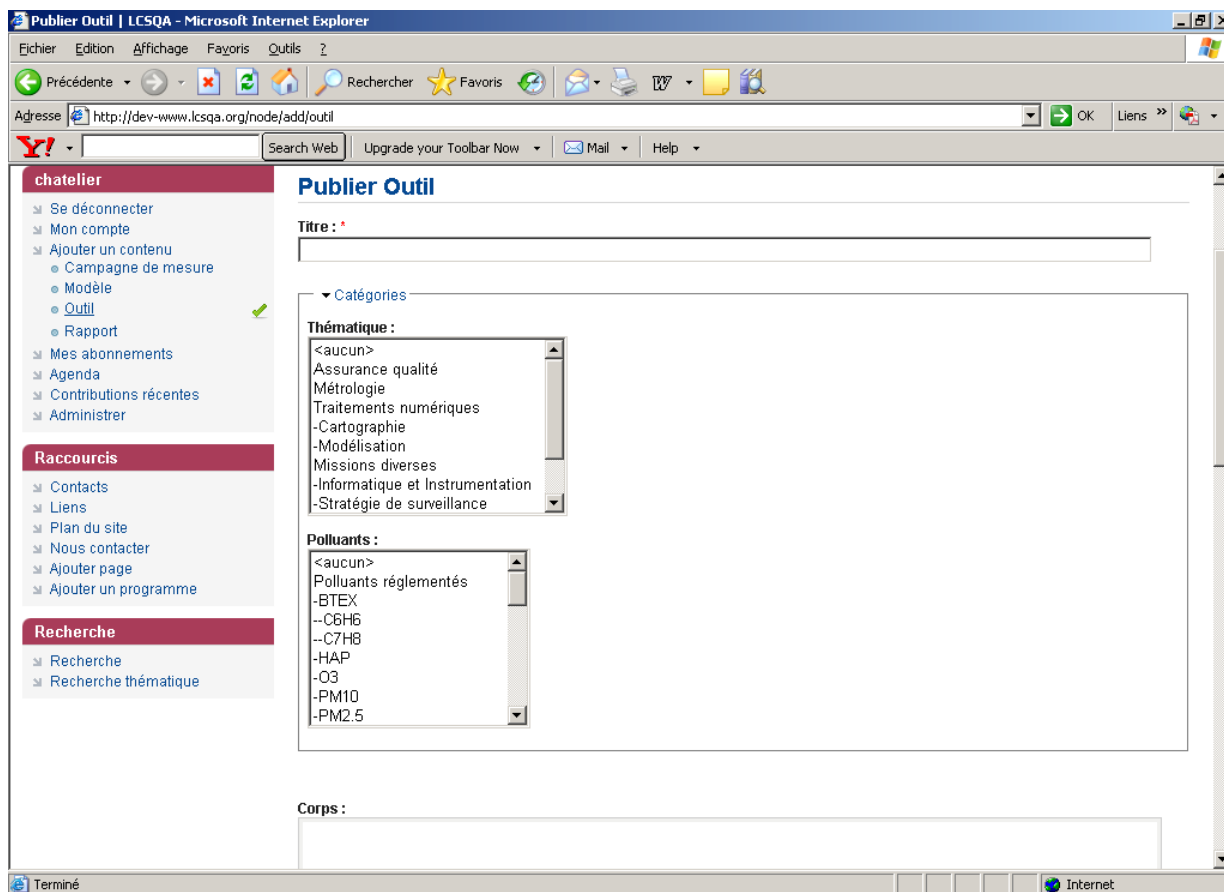 Publier Outil | LCSQA - Microsoft Internet Explorer
Fichier Edition Affichage Favoris Outils ?
Précédente Rechercher Favoris
Adresse http://dev-www.lcsqa.org/node/add/outil OK Liens »
Y! Search Web Upgrade your Toolbar Now Mail Help
chatelier
Se déconnecter
Mon compte
Ajouter un contenu
Campagne de mesure
Modèle
Outil
Rapport
Mes abonnements
Agenda
Contributions récentes
Administrer
Raccourcis
Contacts
Liens
Plan du site
Nous contacter
Ajouter page
Ajouter un programme
Recherche
Recherche
Recherche thématique
Publier Outil
Titre : *
Catégories
Thématique :
<aucun>
Assurance qualité
Métrologie
Traitements numériques
-Cartographie
-Modélisation
Missions diverses
-Informatique et Instrumentation
-Stratégie de surveillance
Polluants :
<aucun>
Polluants réglementés
-BTEX
--C6H6
--C7H8
-HAP
-O3
-PM10
-PM2.5
Corps :
Terminé Internet